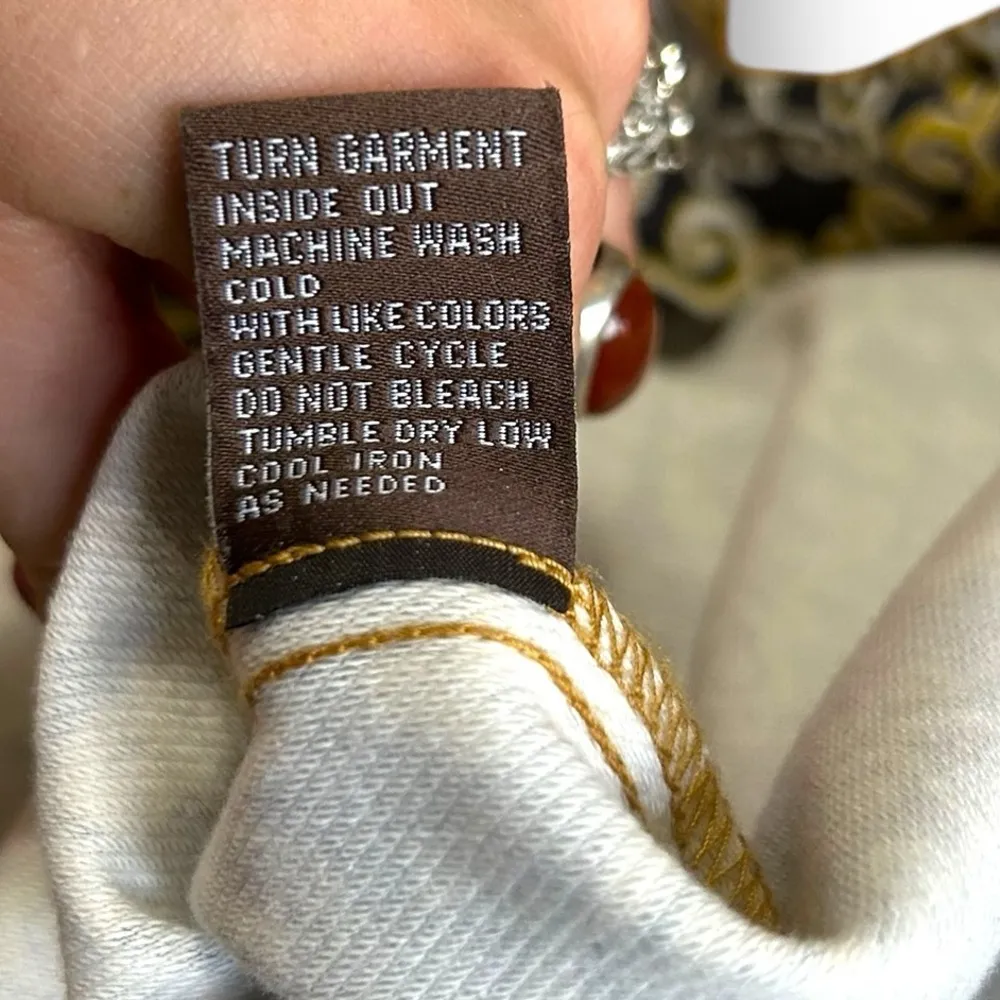 TURN GARMENT
INSIDE OUT
MACHINE WASH
COLD
WITH LIKE COLORS
GENTLE CYCLE
DO NOT BLEACH
TUMBLE DRY LOW
COOL IRON
AS NEEDED